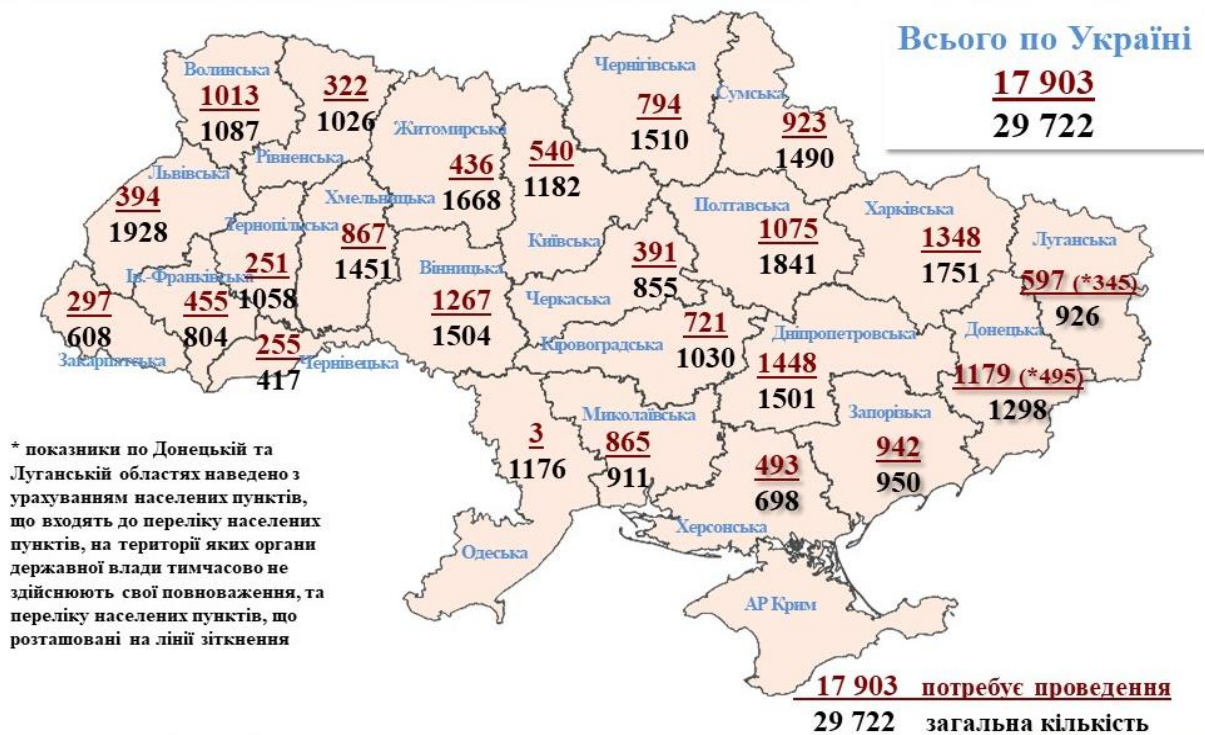 Всього по Україні
17 903
29 722
Волинська
1013
1087
322
1026
Рівненська
Житомирська
436
1668
540
1182
Київська
Чернігівська
794
1510
Сумська
923
1490
Львівська
394
1928
Тернопільська
251
1058
Хмельницька
867
1451
Вінницька
1267
1504
391
855
Черкаська
Полтавська
1075
1841
Харківська
1348
1751
Луганська
597 (*345)
926
297
608
Закарпатська
Ів.-Франківська
455
804
255
417
Чернівецька
721
Кіровоградська
1030
Дніпропетровська
1448
1501
Донецька
1179 (*495)
1298
3
1176
Одеська
Миколаївська
865
911
493
698
Херсонська
Запорізька
942
950
АР Крим
* показники по Донецькій та
Луганській областях наведено з
урахуванням населених пунктів,
що входять до переліку населених
пунктів, на території яких органи
державної влади тимчасово не
здійснюють свої повноваження, та
переліку населених пунктів, що
розташовані на лінії зіткнення
17 903 потребує проведення
29 722 загальна кількість